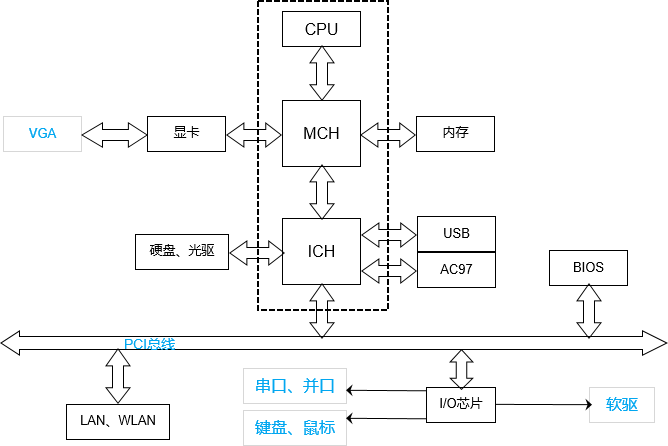 CPU
VGA
显卡
MCH
内存
硬盘、光驱
ICH
USB
AC97
BIOS
PCI总线
LAN、WLAN
串口、并口
键盘、鼠标
I/O芯片
软驱